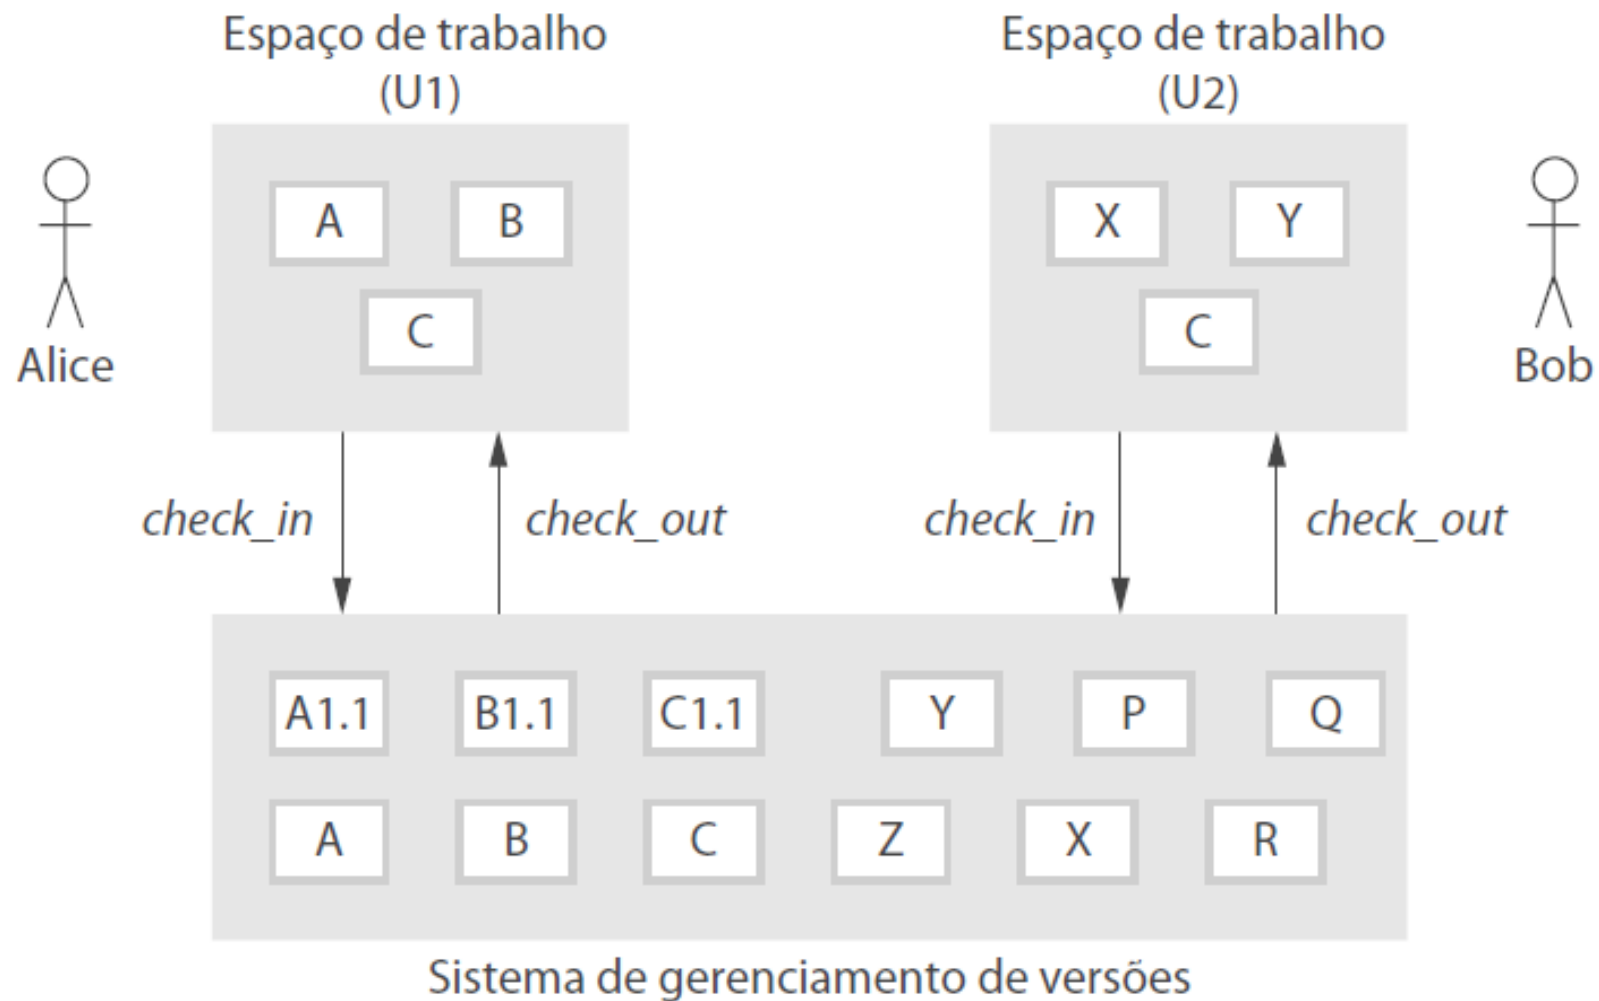 Espaço de trabalho
(U1)
Espaço de trabalho
(U2)
A
B
C
X
Y
C
Alice
Bob
check_in
check_out
check_in
check_out
A1.1
B1.1
C1.1
Y
P
Q
A
B
C
Z
X
R
Sistema de gerenciamento de versões